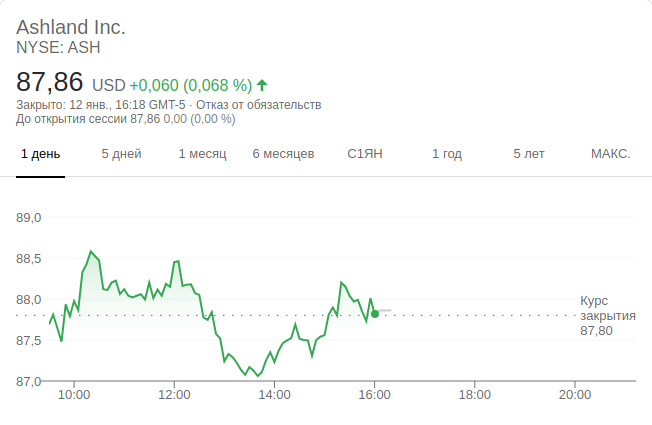 Ashland Inc.
NYSE: ASH
87,86 USD +0,060 (0,068 %)
Закрыто: 12 янв., 16:18 GMT-5 · Отказ от обязательств
До открытия сессии 87,86 0,00 (0,00 %)
1 день 5 дней 1 месяц 6 месяцев С1ЯН 1 год 5 лет МАКС.
89,0
88,5
88,0
87,5
87,0
Курс
закрытия
87,80
10:00 12:00 14:00 16:00 18:00 20:00